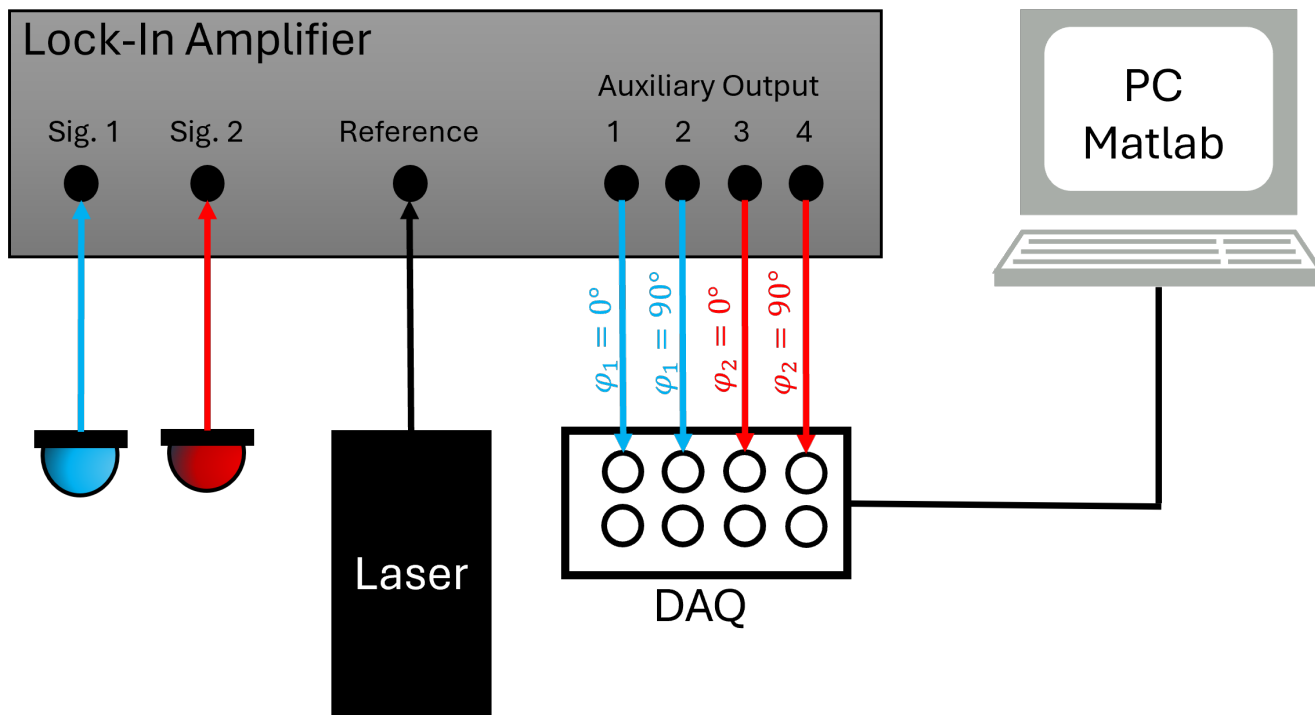 Lock-In Amplifier
Auxiliary Output
Sig. 1 Sig. 2 Reference 1 2 3 4
PC
Matlab
φ₁ = 0°
φ₁ = 90°
φ₂ = 0°
φ₂ = 90°
Laser
DAQ